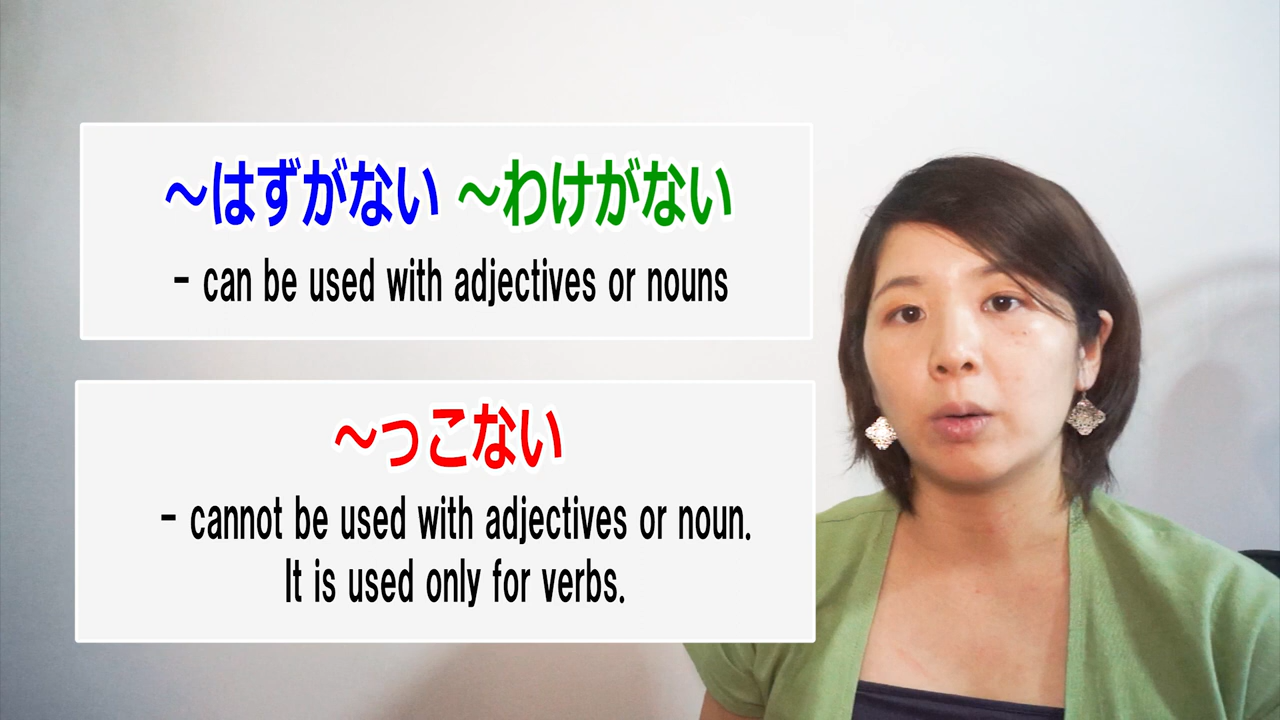 ～はずがない ～わけがない
- can be used with adjectives or nouns
～っこない
- cannot be used with adjectives or noun.
It is used only for verbs.